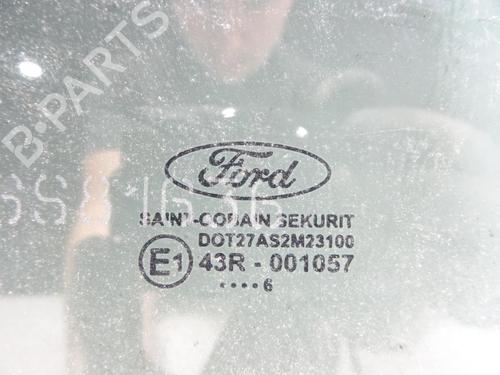 B-PARTS
Ford
SAINT-GOBAIN SEKURIT
DOT27AS2M23100
E1 43R - 001057
•••• 6